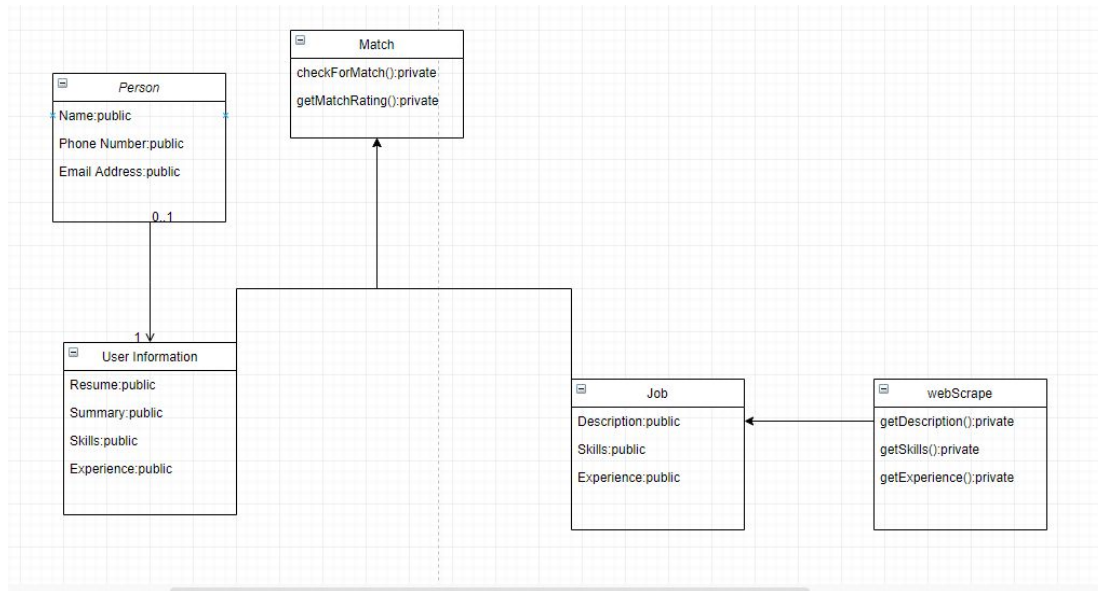 Match
checkForMatch():private
getMatchRating():private
Person
Name:public
Phone Number:public
Email Address:public
0..1
1
User Information
Resume:public
Summary:public
Skills:public
Experience:public
Job
Description:public
Skills:public
Experience:public
webScrape
getDescription():private
getSkills():private
getExperience():private